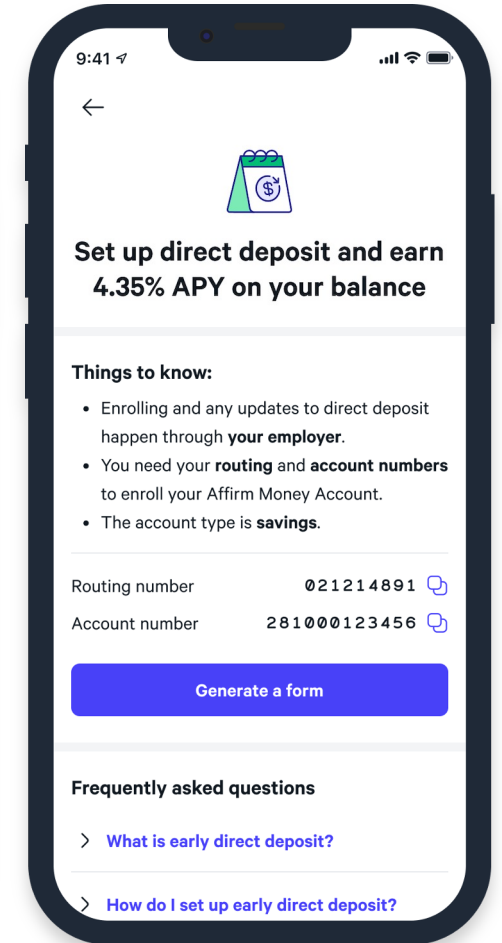 9:41
Set up direct deposit and earn
4.35% APY on your balance
Things to know:
• Enrolling and any updates to direct deposit
happen through your employer.
• You need your routing and account numbers
to enroll your Affirm Money Account.
• The account type is savings.
Routing number 021214891
Account number 281000123456
Generate a form
Frequently asked questions
What is early direct deposit?
How do I set up early direct deposit?